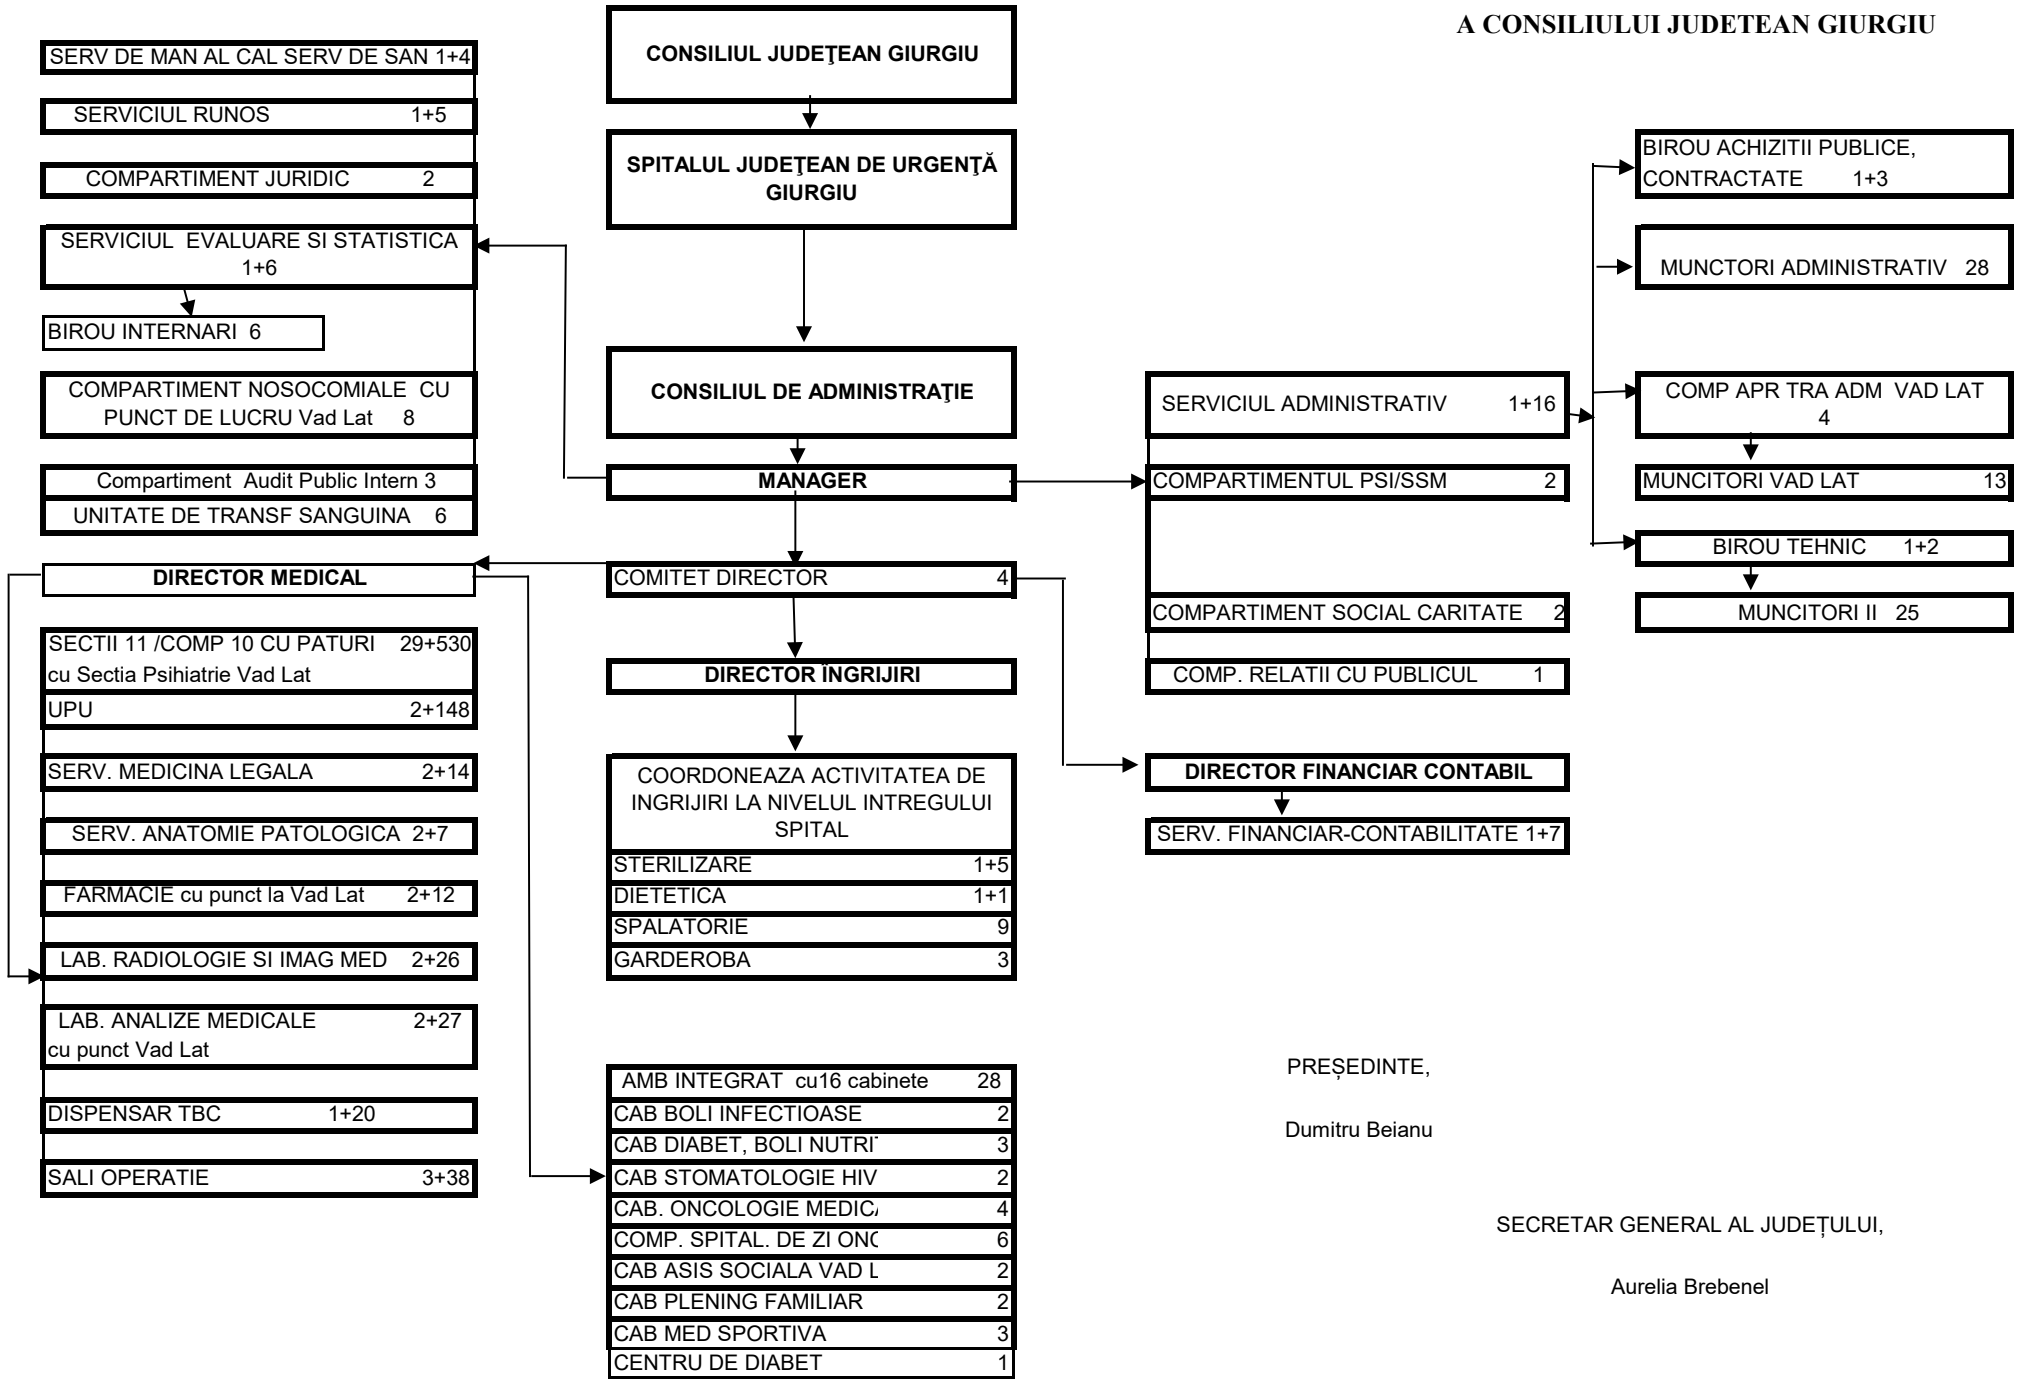 A CONSILIULUI JUDETEAN GIURGIU
SERV DE MAN AL CAL SERV DE SAN 1+4
SERVICIUL RUNOS 1+5
COMPARTIMENT JURIDIC 2
SERVICIUL EVALUARE SI STATISTICA
1+6
BIROU INTERNARI 6
COMPARTIMENT NOSOCOMIALE CU
PUNCT DE LUCRU Vad Lat 8
Compartiment Audit Public Intern 3
UNITATE DE TRANSF SANGUINA 6
DIRECTOR MEDICAL
SECTII 11 /COMP 10 CU PATURI 29+530
cu Sectia Psihiatrie Vad Lat
UPU 2+148
SERV. MEDICINA LEGALA 2+14
SERV. ANATOMIE PATOLOGICA 2+7
FARMACIE cu punct la Vad Lat 2+12
LAB. RADIOLOGIE SI IMAG MED 2+26
LAB. ANALIZE MEDICALE 2+27
cu punct Vad Lat
DISPENSAR TBC 1+20
SALI OPERATIE 3+38
CONSILIUL JUDEŢEAN GIURGIU
SPITALUL JUDEŢEAN DE URGENŢĂ
GIURGIU
CONSILIUL DE ADMINISTRAŢIE
MANAGER
COMITET DIRECTOR 4
DIRECTOR ÎNGRIJIRI
COORDONEAZA ACTIVITATEA DE
INGRIJIRI LA NIVELUL INTREGULUI
SPITAL
STERILIZARE 1+5
DIETETICA 1+1
SPALATORIE 9
GARDEROBA 3
AMB INTEGRAT cu16 cabinete 28
CAB BOLI INFECTIOASE 2
CAB DIABET, BOLI NUTRI 3
CAB STOMATOLOGIE HIV 2
CAB. ONCOLOGIE MEDIC 4
COMP. SPITAL. DE ZI ONC 6
CAB ASIS SOCIALA VAD L 2
CAB PLENING FAMILIAR 2
CAB MED SPORTIVA 3
CENTRU DE DIABET 1
SERVICIUL ADMINISTRATIV 1+16
COMPARTIMENTUL PSI/SSM 2
COMPARTIMENT SOCIAL CARITATE 2
COMP. RELATII CU PUBLICUL 1
DIRECTOR FINANCIAR CONTABIL
SERV. FINANCIAR-CONTABILITATE 1+7
BIROU ACHIZITII PUBLICE,
CONTRACTATE 1+3
MUNCTORI ADMINISTRATIV 28
COMP APR TRA ADM VAD LAT
4
MUNCITORI VAD LAT 13
BIROU TEHNIC 1+2
MUNCITORI II 25
PREȘEDINTE,
Dumitru Beianu
SECRETAR GENERAL AL JUDEȚULUI,
Aurelia Brebenel